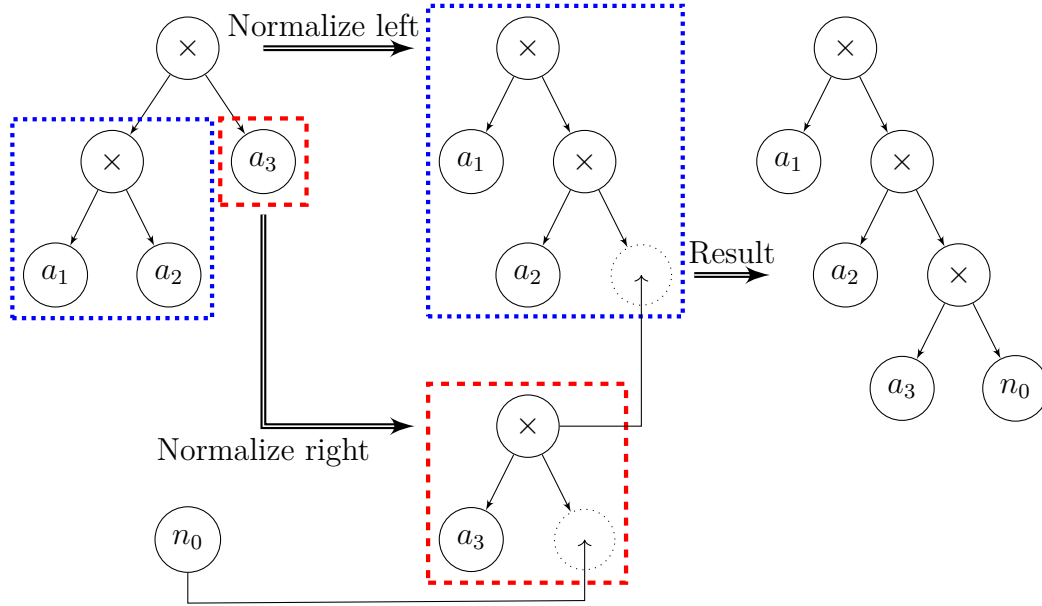 Normalize left
× × ×
× a₃ a₁ × a₁ ×
a₁ a₂ a₂ Result a₂ ×
a₃ n₀
×
Normalize right
n₀ a₃